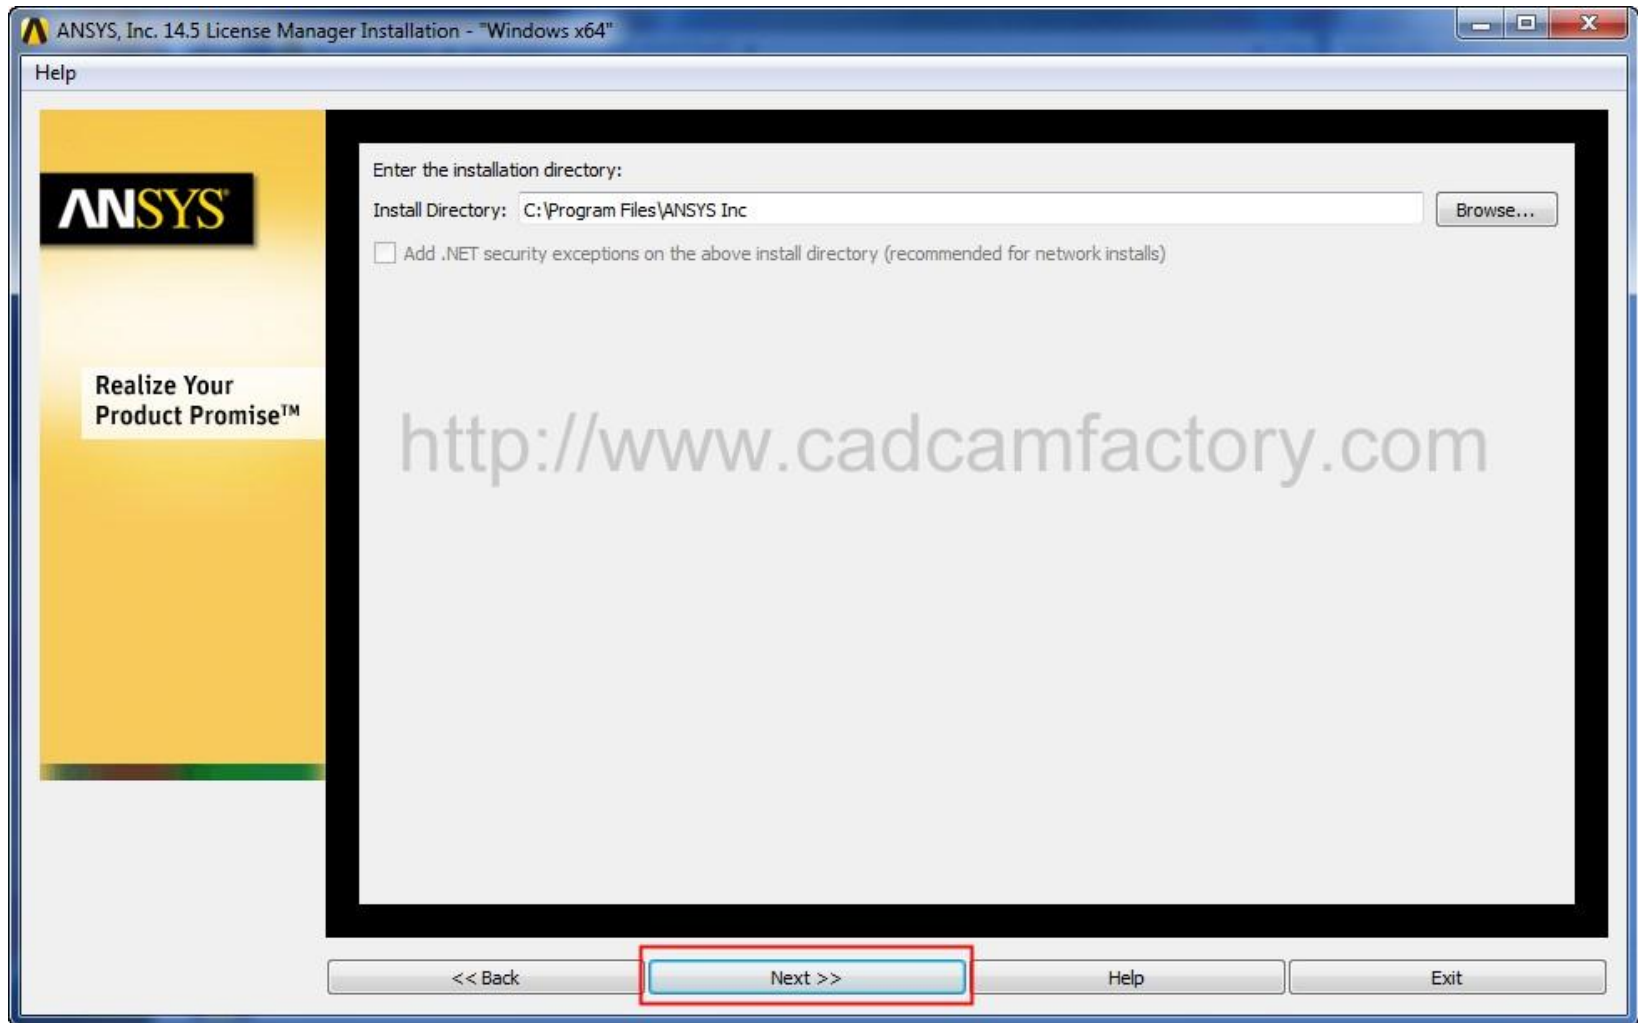 ANSYS, Inc. 14.5 License Manager Installation - "Windows x64"
Help
ANSYS®
Realize Your
Product Promise™
Enter the installation directory:
Install Directory: C:\Program Files\ANSYS Inc Browse...
Add .NET security exceptions on the above install directory (recommended for network installs)
http://www.cadcamfactory.com
<< Back Next >> Help Exit